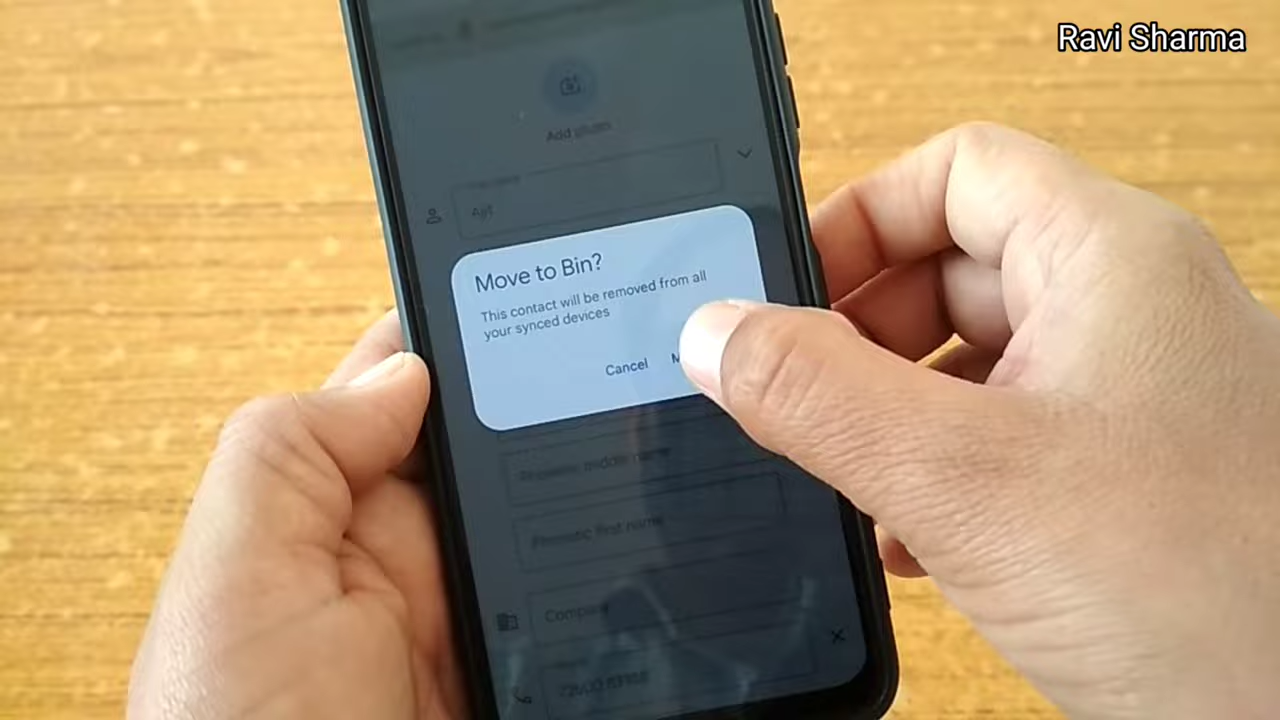 Ravi Sharma
Add photo
Ajit
Move to Bin?
This contact will be removed from all
your synced devices
Cancel M
Phonetic middle name
Phonetic first name
Company